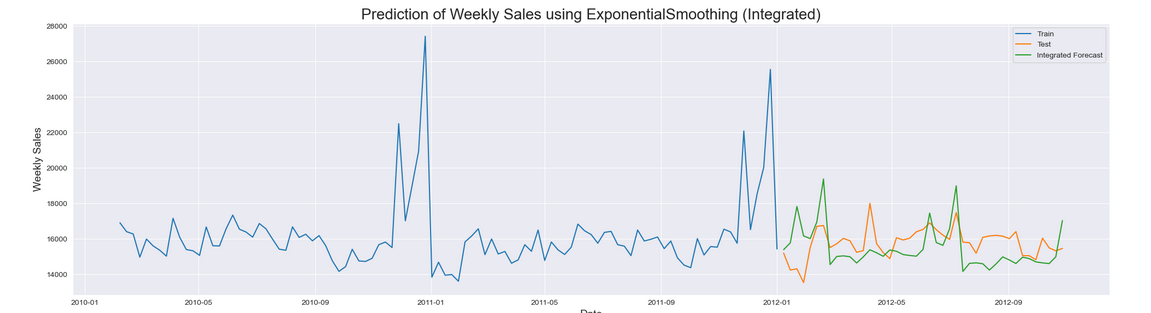 Prediction of Weekly Sales using ExponentialSmoothing (Integrated)
28000
26000
24000
22000
20000
18000
16000
14000
Weekly Sales
Train
Test
Integrated Forecast
2010-01
2010-05
2010-09
2011-01
2011-05
2011-09
2012-01
2012-05
2012-09
Date